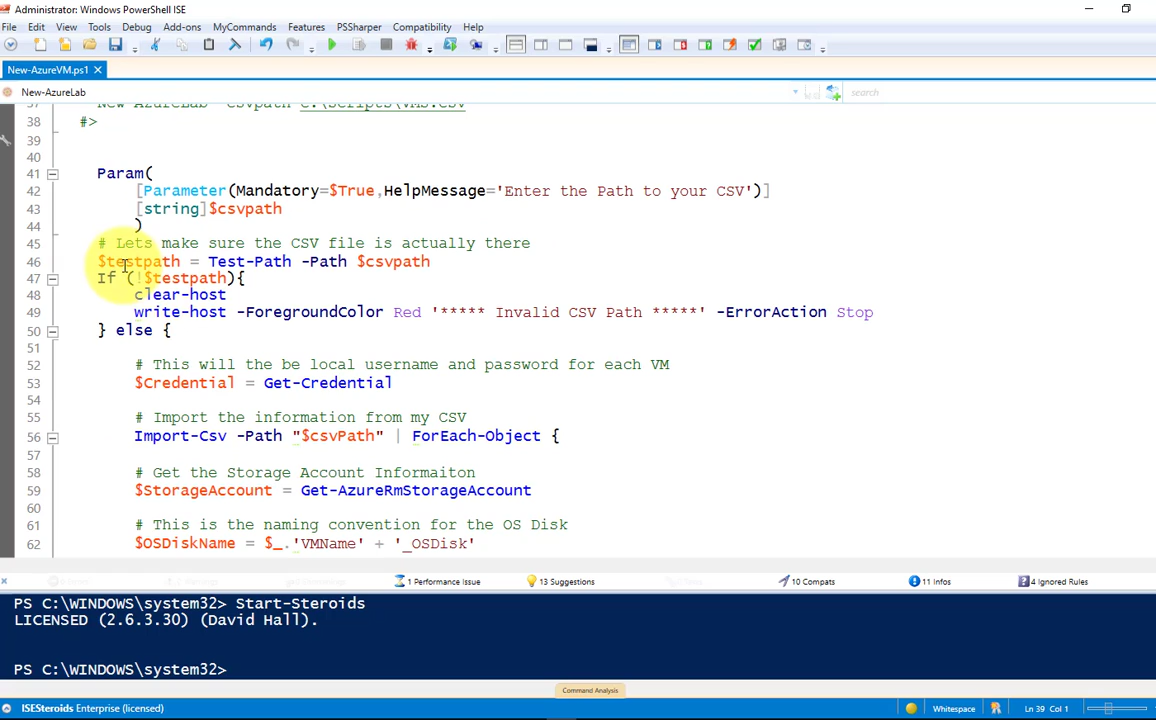 Administrator: Windows PowerShell ISE
File Edit View Tools Debug Add-ons MyCommands Features PSSharper Compatibility Help
New-AzureVM.ps1
New-AzureLab
search
37 New-AzureLab -Csvpath C:\Scripts\VMs.csv
38 #>
39
40
41 Param(
42 [Parameter(Mandatory=$True,HelpMessage='Enter the Path to your CSV')]
43 [string]$csvpath
44 )
45 # Lets make sure the CSV file is actually there
46 $testpath = Test-Path -Path $csvpath
47 If (!$testpath){
48 clear-host
49 write-host -ForegroundColor Red '***** Invalid CSV Path *****' -ErrorAction Stop
50 } else {
51
52 # This will the be local username and password for each VM
53 $Credential = Get-Credential
54
55 # Import the information from my CSV
56 Import-Csv -Path "$csvPath" | ForEach-Object {
57
58 # Get the Storage Account Informaiton
59 $StorageAccount = Get-AzureRmStorageAccount
60
61 # This is the naming convention for the OS Disk
62 $OSDiskName = $_.'VMName' + '_OSDisk'
1 Performance Issue 13 Suggestions 10 Compats 11 Infos 4 Ignored Rules
PS C:\WINDOWS\system32> Start-Steroids
LICENSED (2.6.3.30) (David Hall).
PS C:\WINDOWS\system32>
Command Analysis
ISESteroids Enterprise (licensed) Whitespace Ln 39 Col 1